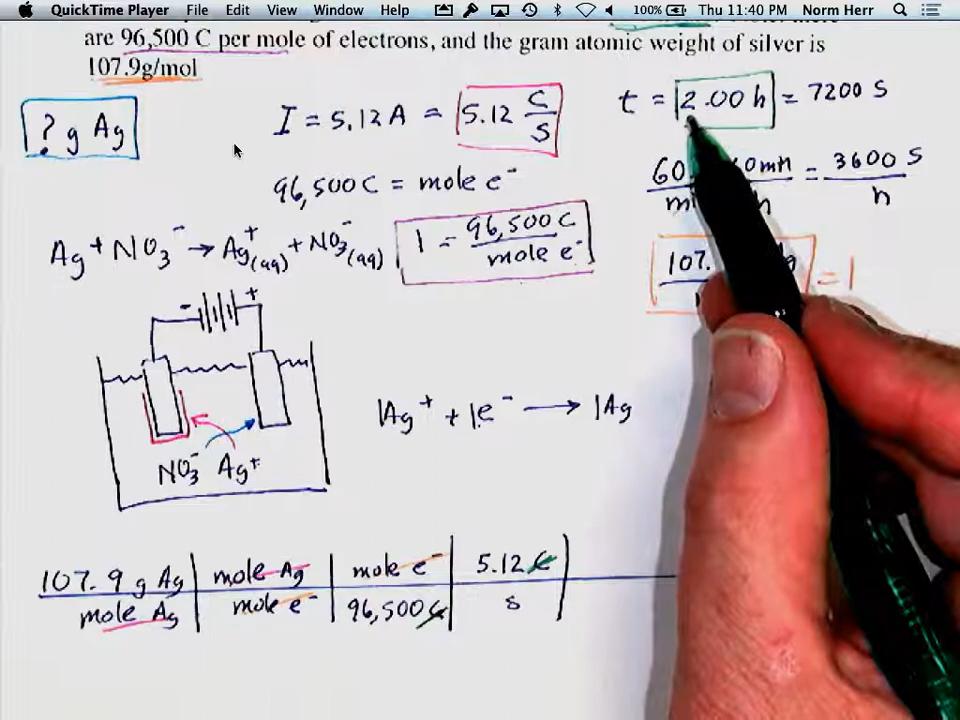 QuickTime Player File Edit View Window Help 100% Thu 11:40 PM Norm Herr
are 96,500 C per mole of electrons, and the gram atomic weight of silver is
107.9g/mol
? g Ag
I = 5.12 A = 5.12 C/S
t = 2.00 h = 7200 S
96,500 C = mole e⁻
60 = 3600 S/h
Ag + NO₃⁻ → Ag⁺(aq) + NO₃⁻(aq)
1 = 96,500 C/mole e⁻
107. = 1
- +
1Ag⁺ + 1e⁻ → 1Ag
NO₃⁻ Ag⁺
107.9 g Ag | mole Ag | mole e⁻ | 5.12 C
mole Ag | mole e⁻ | 96,500 C | s